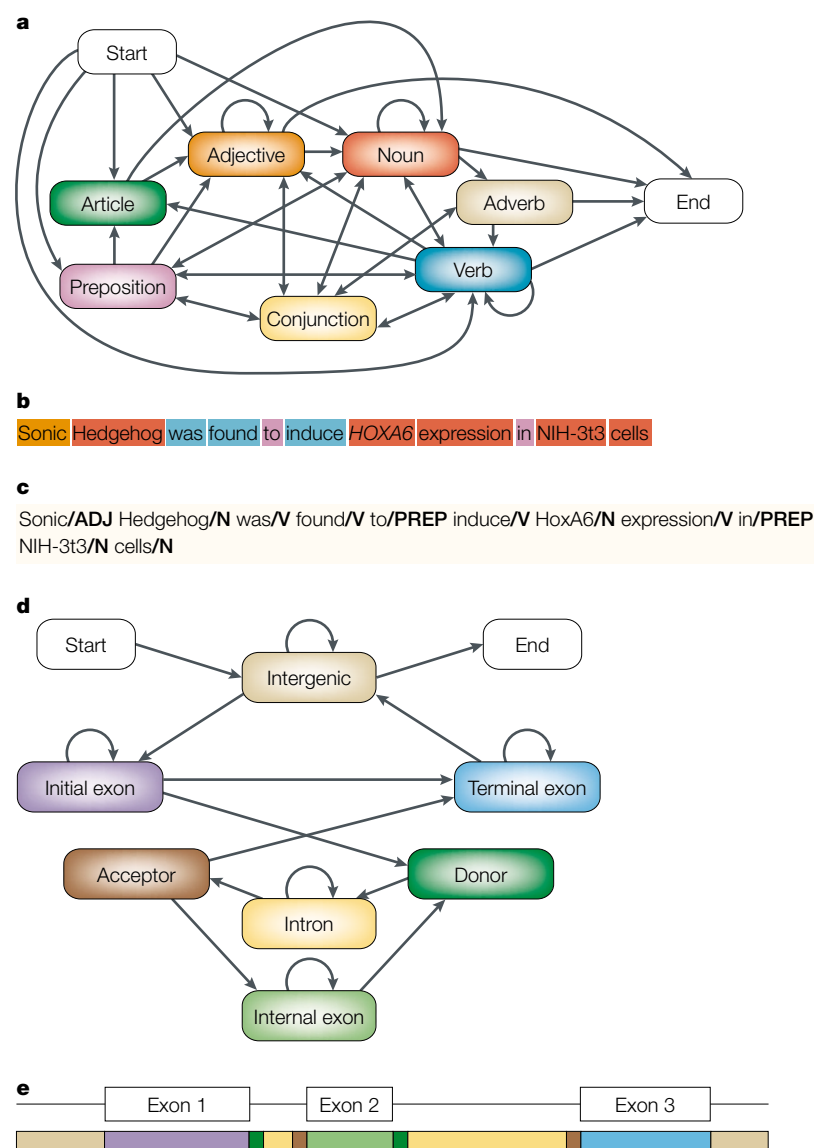 a
Start
Adjective
Noun
Article
Adverb
End
Preposition
Verb
Conjunction
b
Sonic Hedgehog was found to induce HOXA6 expression in NIH-3t3 cells
c
Sonic/ADJ Hedgehog/N was/V found/V to/PREP induce/V HoxA6/N expression/V in/PREP
NIH-3t3/N cells/N
d
Start
End
Intergenic
Initial exon
Terminal exon
Acceptor
Donor
Intron
Internal exon
e
Exon 1
Exon 2
Exon 3